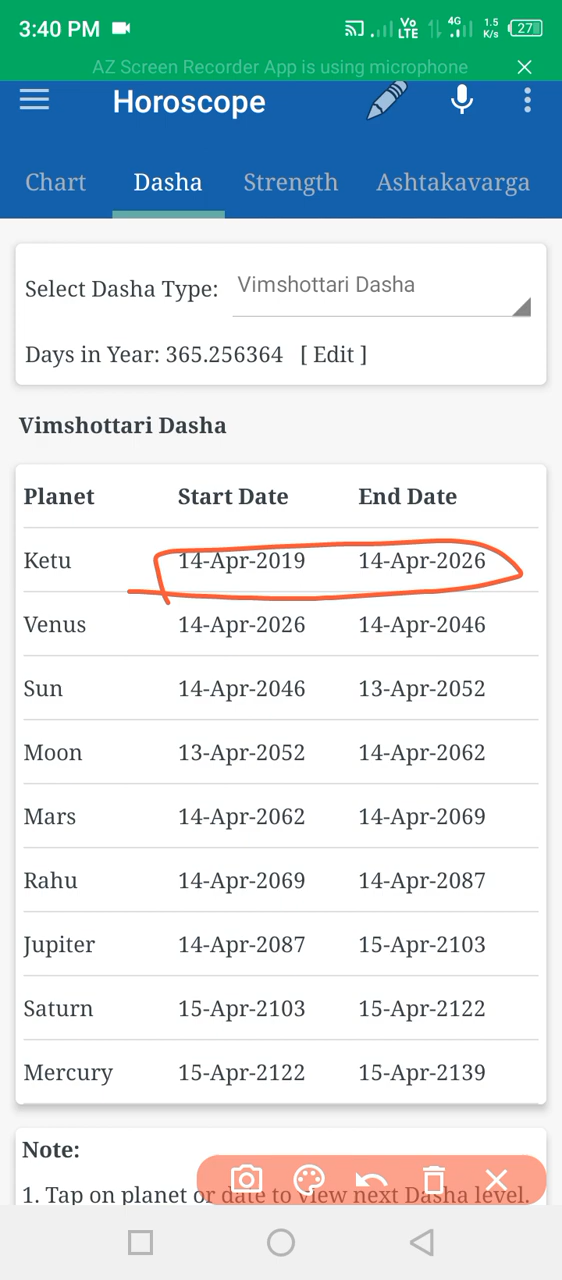 3:40 PM Vo LTE 4G 1.5 K/s 27
AZ Screen Recorder App is using microphone
Horoscope
Chart Dasha Strength Ashtakavarga
Select Dasha Type: Vimshottari Dasha
Days in Year: 365.256364 [ Edit ]
Vimshottari Dasha
Planet Start Date End Date
Ketu 14-Apr-2019 14-Apr-2026
Venus 14-Apr-2026 14-Apr-2046
Sun 14-Apr-2046 13-Apr-2052
Moon 13-Apr-2052 14-Apr-2062
Mars 14-Apr-2062 14-Apr-2069
Rahu 14-Apr-2069 14-Apr-2087
Jupiter 14-Apr-2087 15-Apr-2103
Saturn 15-Apr-2103 15-Apr-2122
Mercury 15-Apr-2122 15-Apr-2139
Note:
1. Tap on planet or date to view next Dasha level.